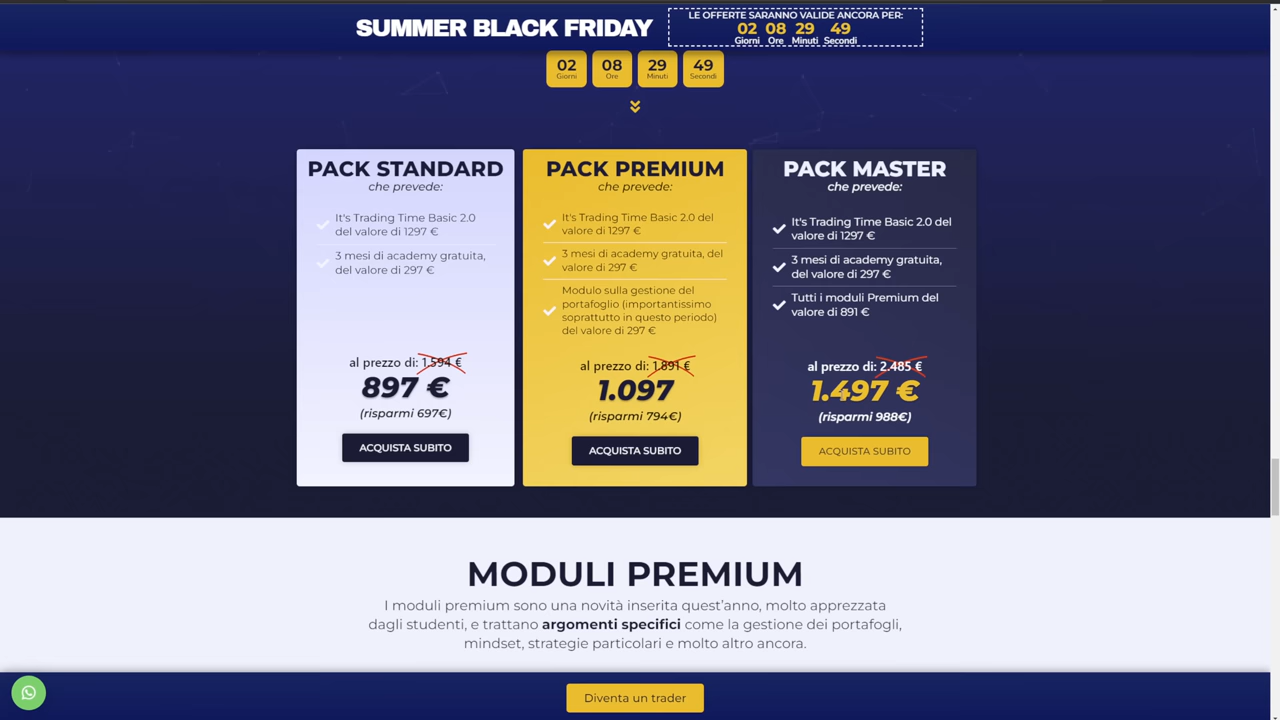 SUMMER BLACK FRIDAY
LE OFFERTE SARANNO VALIDE ANCORA PER:
02 08 29 49
Giorni Ore Minuti Secondi
02 08 29 49
Giorni Ore Minuti Secondi
PACK STANDARD
che prevede:
It's Trading Time Basic 2.0
del valore di 1297 €
3 mesi di academy gratuita,
del valore di 297 €
al prezzo di: 1.594 €
897 €
(risparmi 697€)
ACQUISTA SUBITO
PACK PREMIUM
che prevede:
It's Trading Time Basic 2.0 del
valore di 1297 €
3 mesi di academy gratuita, del
valore di 297 €
Modulo sulla gestione del
portafoglio (importantissimo
soprattutto in questo periodo)
del valore di 297 €
al prezzo di: 1.891 €
1.097
(risparmi 794€)
ACQUISTA SUBITO
PACK MASTER
che prevede:
It's Trading Time Basic 2.0 del
valore di 1297 €
3 mesi di academy gratuita,
del valore di 297 €
Tutti i moduli Premium del
valore di 891 €
al prezzo di: 2.485 €
1.497 €
(risparmi 988€)
ACQUISTA SUBITO
MODULI PREMIUM
I moduli premium sono una novità inserita quest'anno, molto apprezzata
dagli studenti, e trattano argomenti specifici come la gestione dei portafogli,
mindset, strategie particolari e molto altro ancora.
Diventa un trader